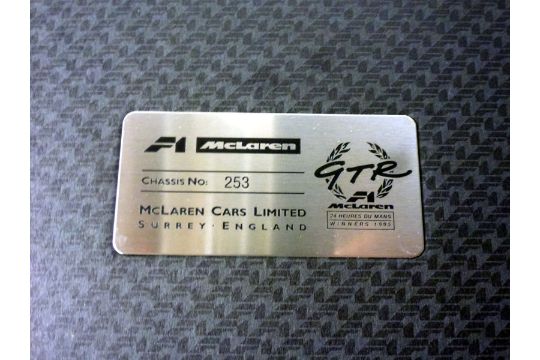 F1 McLaren
CHASSIS NO: 253
McLAREN CARS LIMITED
SURREY · ENGLAND
GTR
F1
McLaren
24 HEURES DU MANS
WINNERS 1995